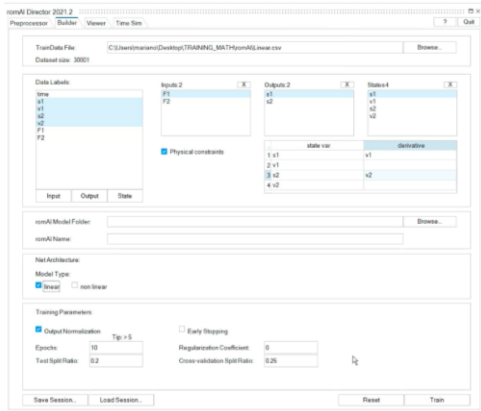 romAI Director 2021.2
Preprocessor Builder Viewer Time Sim ? Quit
TrainData File: C:\Users\mariano\Desktop\TRAINING_MATH\romAI\Linear.csv Browse...
Dataset size: 30001
Data Labels: Inputs:2 X Outputs:2 X States:4 X
time
s1
v1
s2
v2
F1
F2
F1
F2
s1
s2
s1
v1
s2
v2
Physical constraints
state var derivative
1 s1 v1
2 v1
3 s2 v2
4 v2
Input Output State
romAI Model Folder: Browse...
romAI Name:
Net Architecture:
Model Type:
linear non linear
Training Parameters:
Output Normalization Early Stopping
Tip: > 5
Epochs: 10 Regularization Coefficient: 0
Test Split Ratio: 0.2 Cross-validation Split Ratio: 0.25
Save Session... Load Session... Reset Train